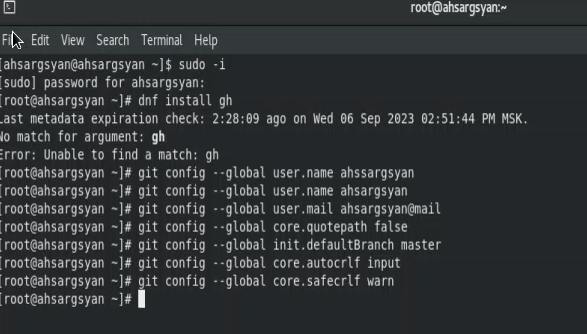 root@ahsargsyan:~
File Edit View Search Terminal Help
[ahsargsyan@ahsargsyan ~]$ sudo -i
[sudo] password for ahsargsyan:
[root@ahsargsyan ~]# dnf install gh
Last metadata expiration check: 2:28:09 ago on Wed 06 Sep 2023 02:51:44 PM MSK.
No match for argument: gh
Error: Unable to find a match: gh
[root@ahsargsyan ~]# git config --global user.name ahssargsyan
[root@ahsargsyan ~]# git config --global user.name ahsargsyan
[root@ahsargsyan ~]# git config --global user.mail ahsargsyan@mail
[root@ahsargsyan ~]# git config --global core.quotepath false
[root@ahsargsyan ~]# git config --global init.defaultBranch master
[root@ahsargsyan ~]# git config --global core.autocrlf input
[root@ahsargsyan ~]# git config --global core.safecrlf warn
[root@ahsargsyan ~]#